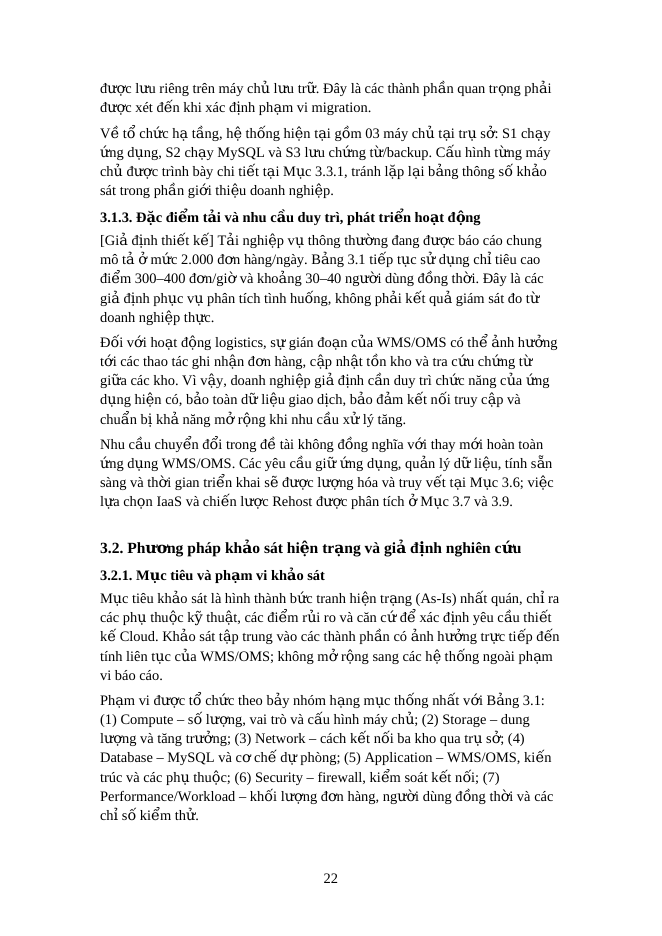 được lưu riêng trên máy chủ lưu trữ. Đây là các thành phần quan trọng phải
được xét đến khi xác định phạm vi migration.
Về tổ chức hạ tầng, hệ thống hiện tại gồm 03 máy chủ tại trụ sở: S1 chạy
ứng dụng, S2 chạy MySQL và S3 lưu chứng từ/backup. Cấu hình từng máy
chủ được trình bày chi tiết tại Mục 3.3.1, tránh lặp lại bảng thông số khảo
sát trong phần giới thiệu doanh nghiệp.
3.1.3. Đặc điểm tải và nhu cầu duy trì, phát triển hoạt động
[Giả định thiết kế] Tải nghiệp vụ thông thường đang được báo cáo chung
mô tả ở mức 2.000 đơn hàng/ngày. Bảng 3.1 tiếp tục sử dụng chỉ tiêu cao
điểm 300–400 đơn/giờ và khoảng 30–40 người dùng đồng thời. Đây là các
giả định phục vụ phân tích tình huống, không phải kết quả giám sát đo từ
doanh nghiệp thực.
Đối với hoạt động logistics, sự gián đoạn của WMS/OMS có thể ảnh hưởng
tới các thao tác ghi nhận đơn hàng, cập nhật tồn kho và tra cứu chứng từ
giữa các kho. Vì vậy, doanh nghiệp giả định cần duy trì chức năng của ứng
dụng hiện có, bảo toàn dữ liệu giao dịch, bảo đảm kết nối truy cập và
chuẩn bị khả năng mở rộng khi nhu cầu xử lý tăng.
Nhu cầu chuyển đổi trong đề tài không đồng nghĩa với thay mới hoàn toàn
ứng dụng WMS/OMS. Các yêu cầu giữ ứng dụng, quản lý dữ liệu, tính sẵn
sàng và thời gian triển khai sẽ được lượng hóa và truy vết tại Mục 3.6; việc
lựa chọn IaaS và chiến lược Rehost được phân tích ở Mục 3.7 và 3.9.
3.2. Phương pháp khảo sát hiện trạng và giả định nghiên cứu
3.2.1. Mục tiêu và phạm vi khảo sát
Mục tiêu khảo sát là hình thành bức tranh hiện trạng (As-Is) nhất quán, chỉ ra
các phụ thuộc kỹ thuật, các điểm rủi ro và căn cứ để xác định yêu cầu thiết
kế Cloud. Khảo sát tập trung vào các thành phần có ảnh hưởng trực tiếp đến
tính liên tục của WMS/OMS; không mở rộng sang các hệ thống ngoài phạm
vi báo cáo.
Phạm vi được tổ chức theo bảy nhóm hạng mục thống nhất với Bảng 3.1:
(1) Compute – số lượng, vai trò và cấu hình máy chủ; (2) Storage – dung
lượng và tăng trưởng; (3) Network – cách kết nối ba kho qua trụ sở; (4)
Database – MySQL và cơ chế dự phòng; (5) Application – WMS/OMS, kiến
trúc và các phụ thuộc; (6) Security – firewall, kiểm soát kết nối; (7)
Performance/Workload – khối lượng đơn hàng, người dùng đồng thời và các
chỉ số kiểm thử.
22